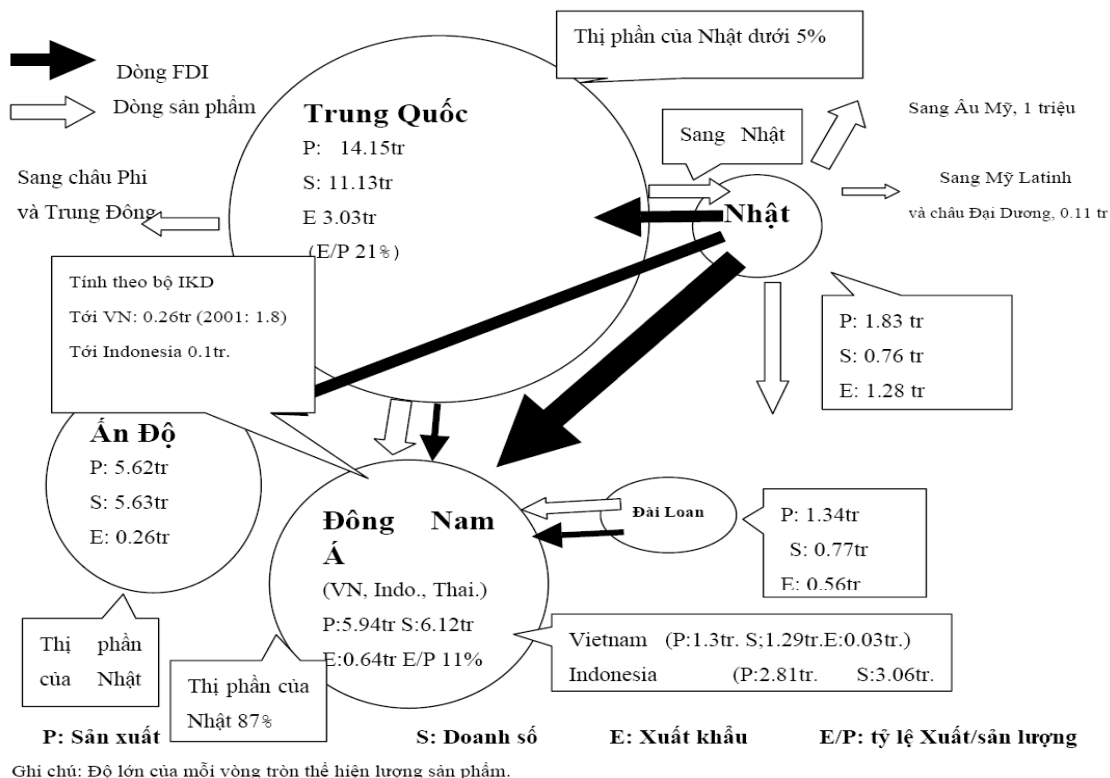 Thị phần của Nhật dưới 5%
Dòng FDI
Dòng sản phẩm
Trung Quốc
P: 14.15tr
S: 11.13tr
E 3.03tr
(E/P 21%)
Sang Nhật
Sang Âu Mỹ, 1 triệu
Sang Mỹ Latinh
và châu Đại Dương, 0.11 tr
Sang châu Phi
và Trung Đông
Nhật
Tính theo bộ IKD
Tới VN: 0.26tr (2001: 1.8)
Tới Indonesia 0.1tr.
P: 1.83 tr
S: 0.76 tr
E: 1.28 tr
Ấn Độ
P: 5.62tr
S: 5.63tr
E: 0.26tr
Đông Nam
Á
(VN, Indo., Thai.)
P:5.94tr S:6.12tr
E:0.64tr E/P 11%
Đài Loan
P: 1.34tr
S: 0.77tr
E: 0.56tr
Thị phần
của Nhật
Thị phần của
Nhật 87%
Vietnam (P:1.3tr. S;1.29tr.E:0.03tr.)
Indonesia (P:2.81tr. S:3.06tr.
P: Sản xuất S: Doanh số E: Xuất khẩu E/P: tỷ lệ Xuất/sản lượng
Ghi chú: Độ lớn của mỗi vòng tròn thể hiện lượng sản phẩm.